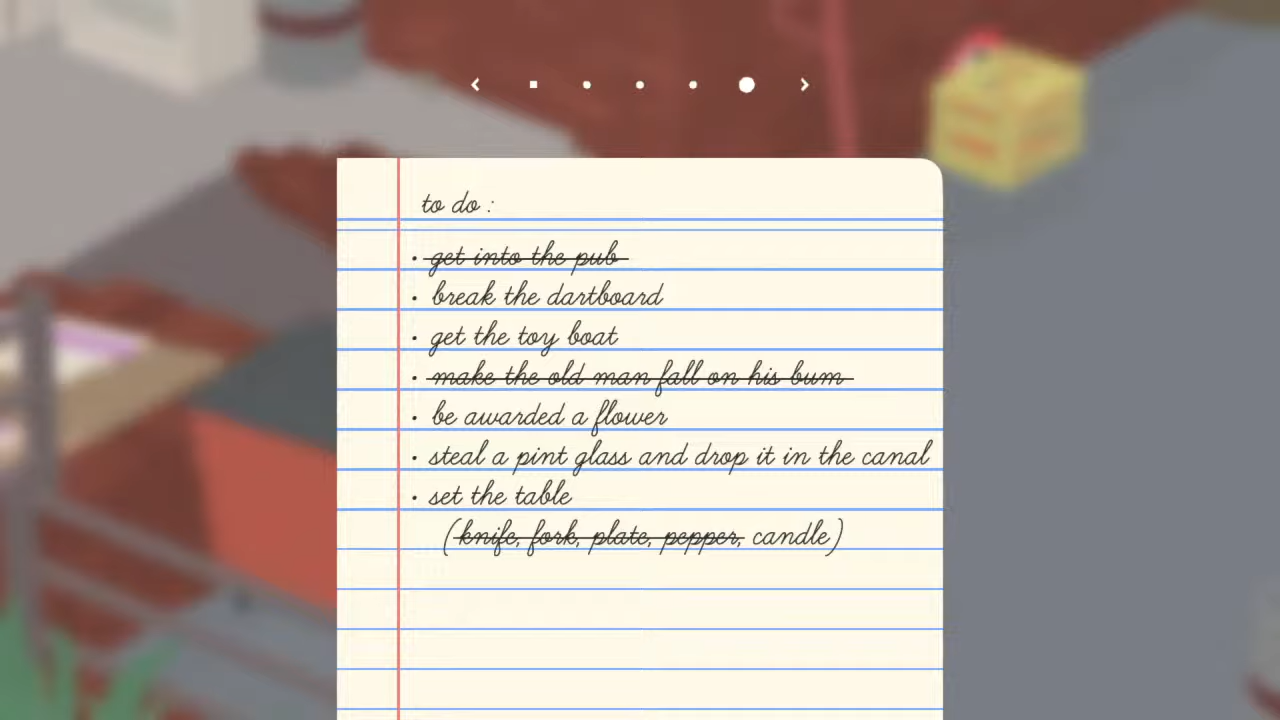 to do :
• get into the pub
• break the dartboard
• get the toy boat
• make the old man fall on his bum
• be awarded a flower
• steal a pint glass and drop it in the canal
• set the table
(knife, fork, plate, pepper, candle)